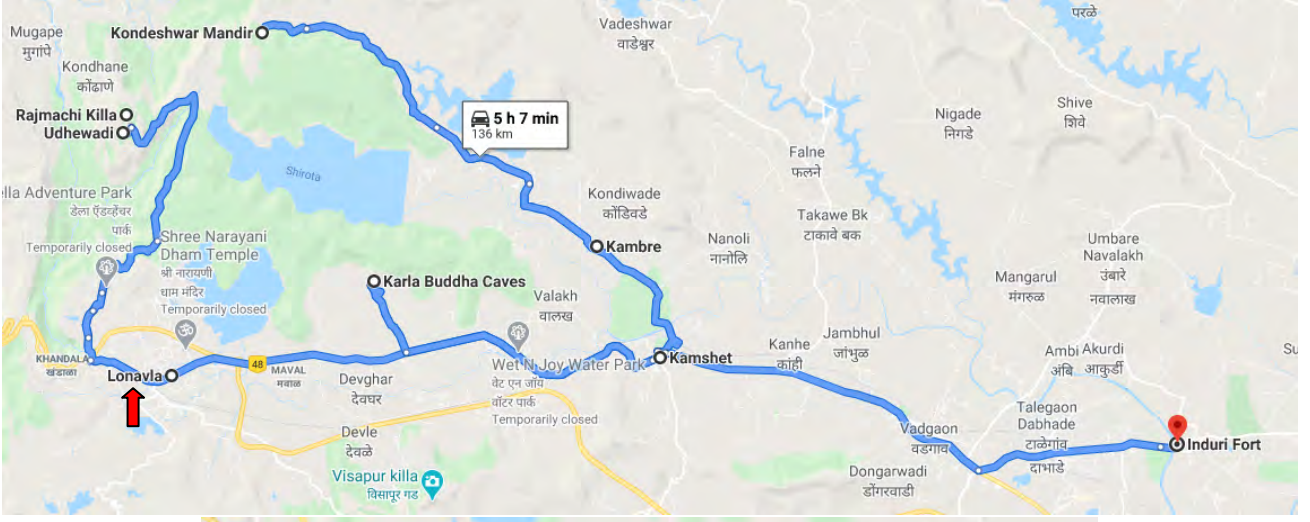 Mugape
मुगांपे
Kondeshwar Mandir
Vadeshwar
वाडेश्वर
परळे
Kondhane
कोंढाणे
Rajmachi Killa
Udhewadi
5 h 7 min
136 km
Nigade
निगडे
Shive
शिवे
Shirota
Falne
फलने
ella Adventure Park
डेला ऍडव्हेंचर
पार्क
Temporarily closed
Kondiwade
कोंडिवडे
Takawe Bk
टाकावे बक
Shree Narayani
Dham Temple
श्री नारायणी
धाम मंदिर
Temporarily closed
Kambre
Nanoli
नानोलि
Umbare
Navalakh
उंबारे
नवालाख
Karla Buddha Caves
Valakh
वालख
Mangarul
मंगरुळ
KHANDALA
खंडाळा
Lonavla
48
MAVAL
मवाळ
Devghar
देवघर
Wet N Joy Water Park
वेट एन जॉय
वॉटर पार्क
Temporarily closed
Kamshet
Kanhe
कांही
Jambhul
जांभुळ
Ambi
अंबि
Akurdi
आकुर्डी
Su
Devle
देवळे
Visapur killa
विसापूर गड
Vadgaon
वडगाव
Talegaon
Dabhade
टाळेगांव
दाभाडे
Induri Fort
Dongarwadi
डोंगरवाडी